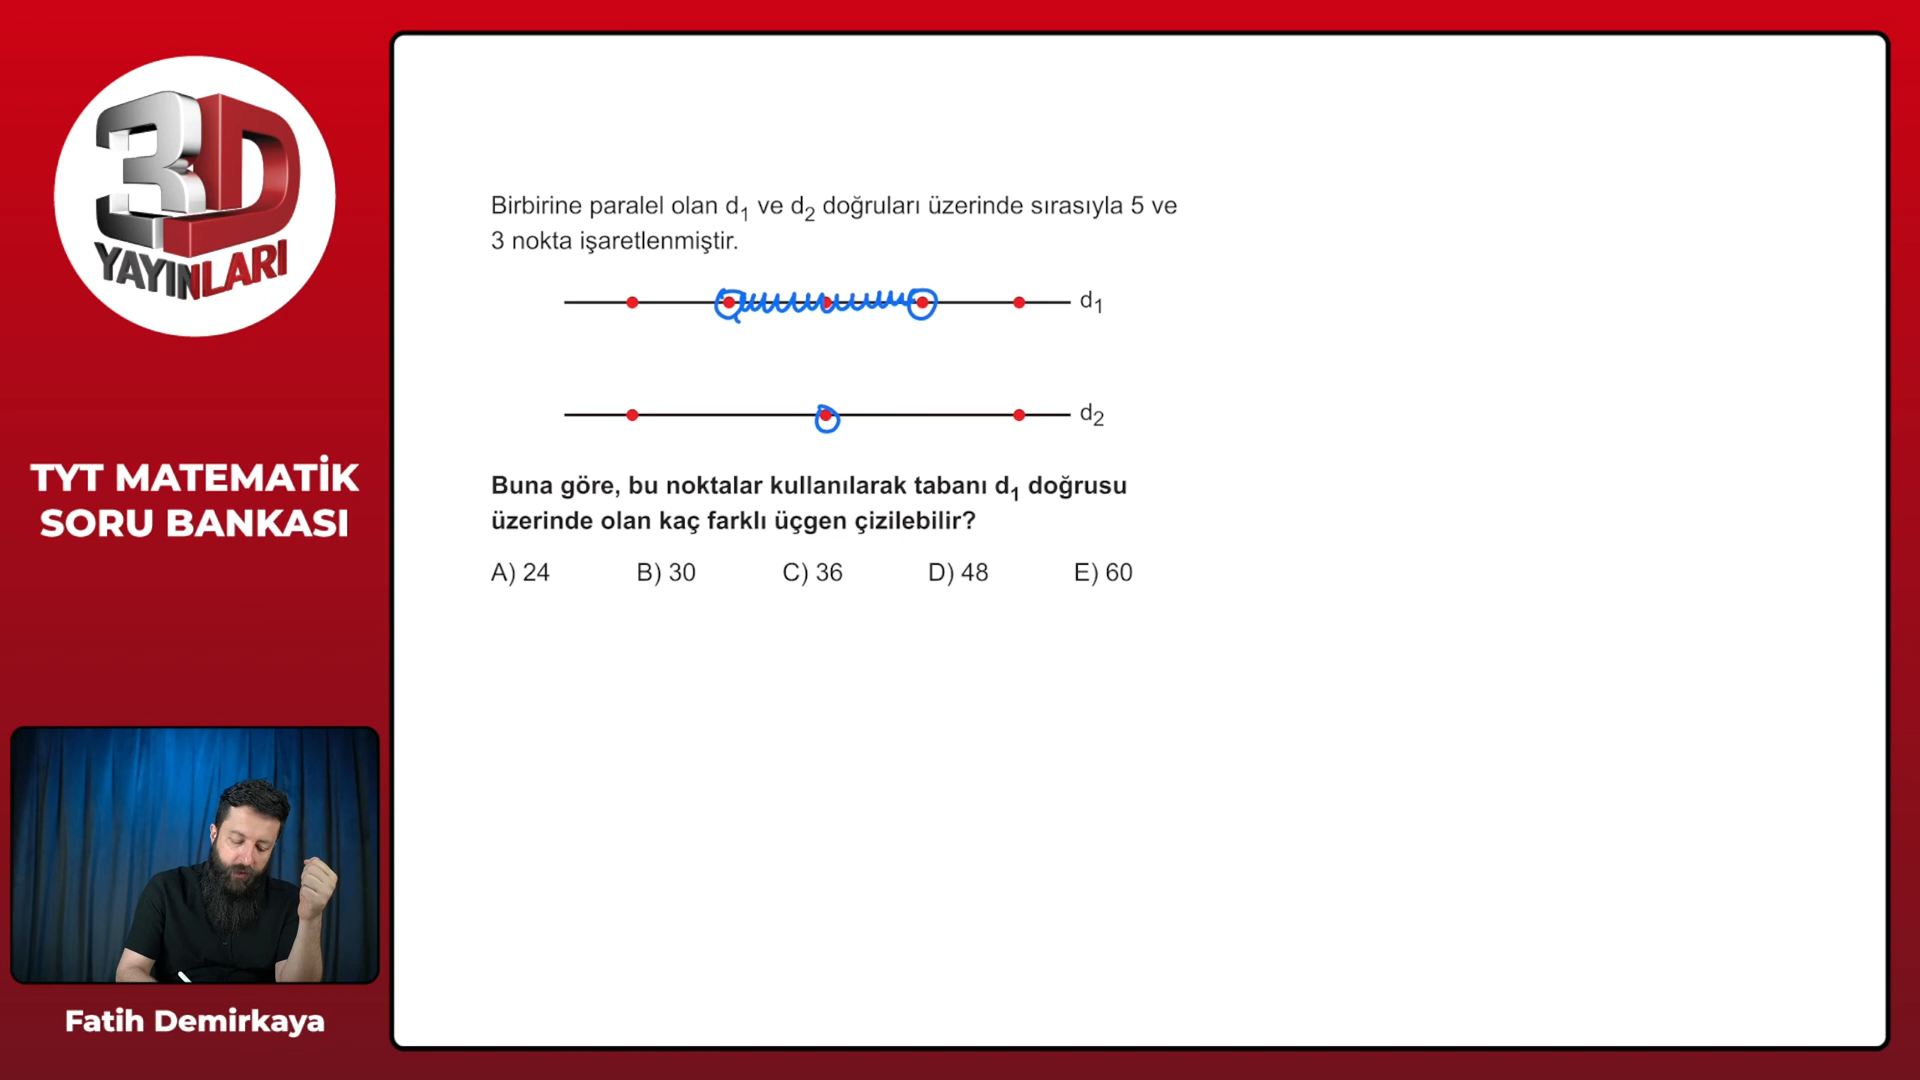 3D
YAYINLARI
TYT MATEMATİK
SORU BANKASI
Fatih Demirkaya
Birbirine paralel olan d₁ ve d₂ doğruları üzerinde sırasıyla 5 ve
3 nokta işaretlenmiştir.
d₁
d₂
Buna göre, bu noktalar kullanılarak tabanı d₁ doğrusu
üzerinde olan kaç farklı üçgen çizilebilir?
A) 24 B) 30 C) 36 D) 48 E) 60